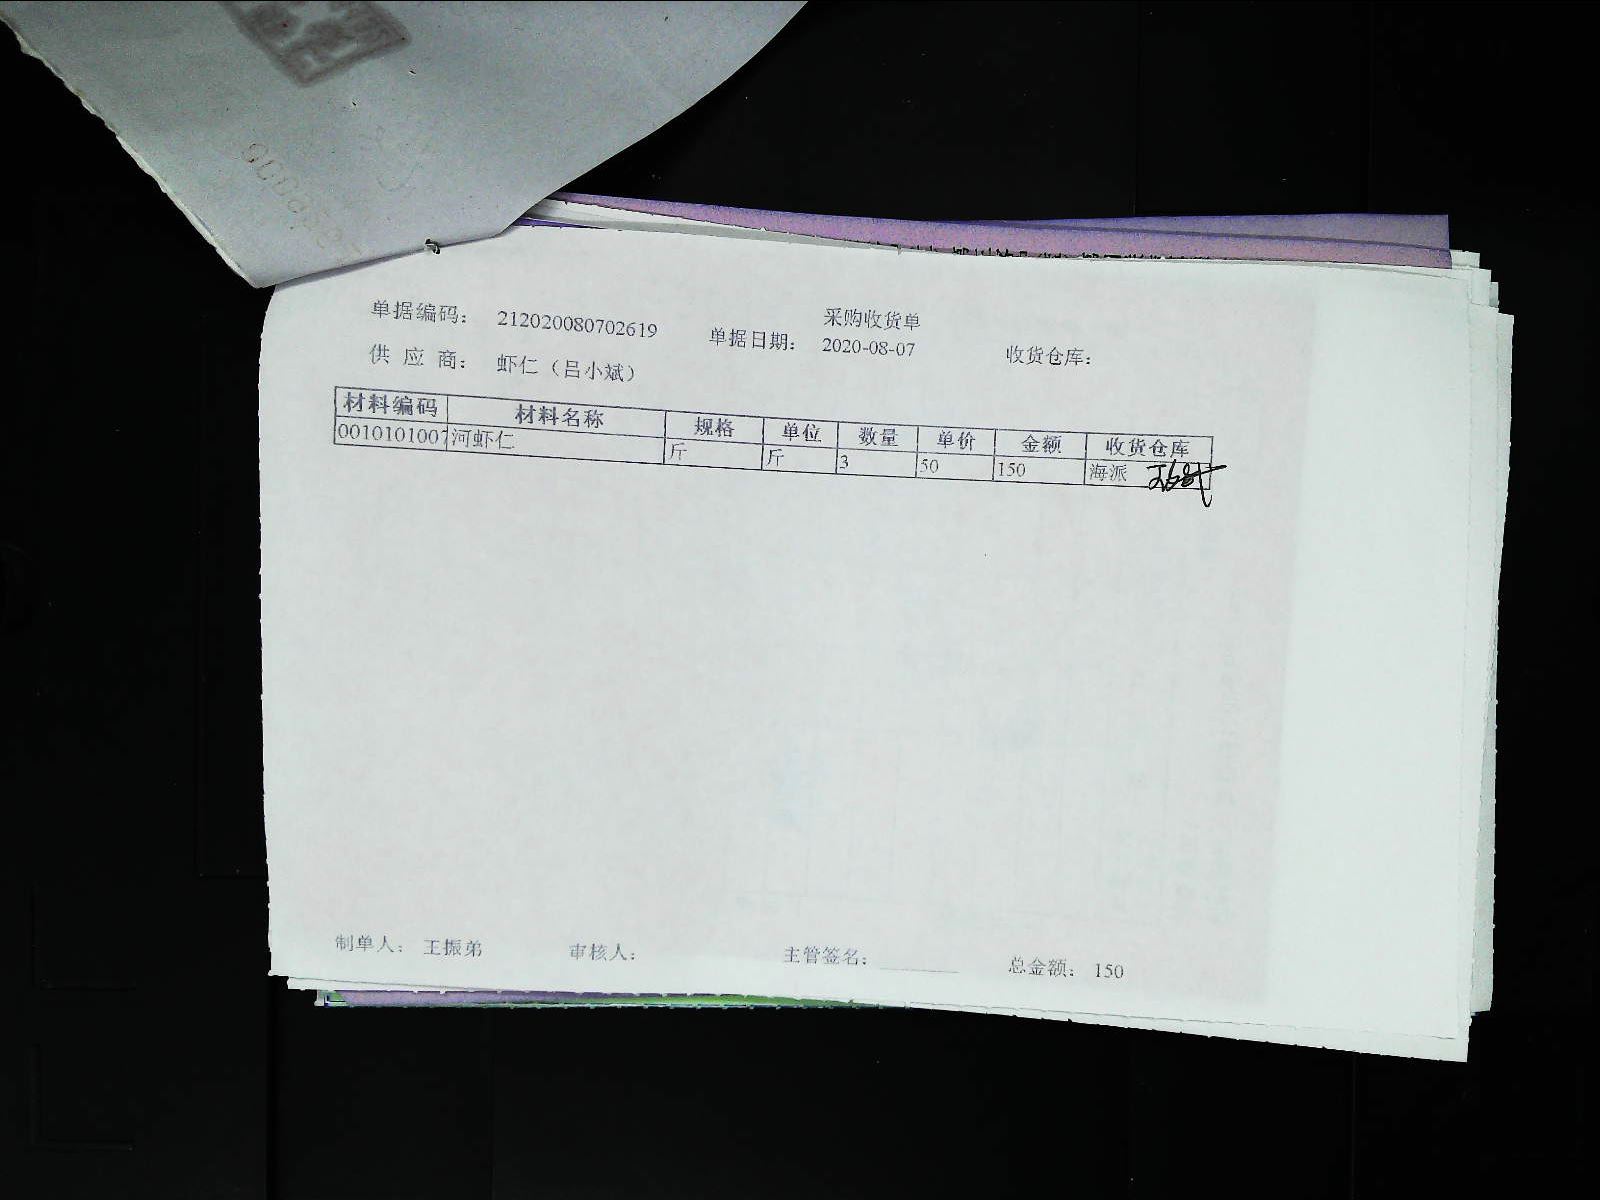 采购收货单
单据编码： 212020080702619 单据日期： 2020-08-07 收货仓库：
供 应 商： 虾仁（吕小斌）
材料编码 材料名称 规格 单位 数量 单价 金额 收货仓库
0010101007 河虾仁 斤 斤 3 50 150 海派
制单人： 王振弟 审核人： 主管签名： 总金额： 150